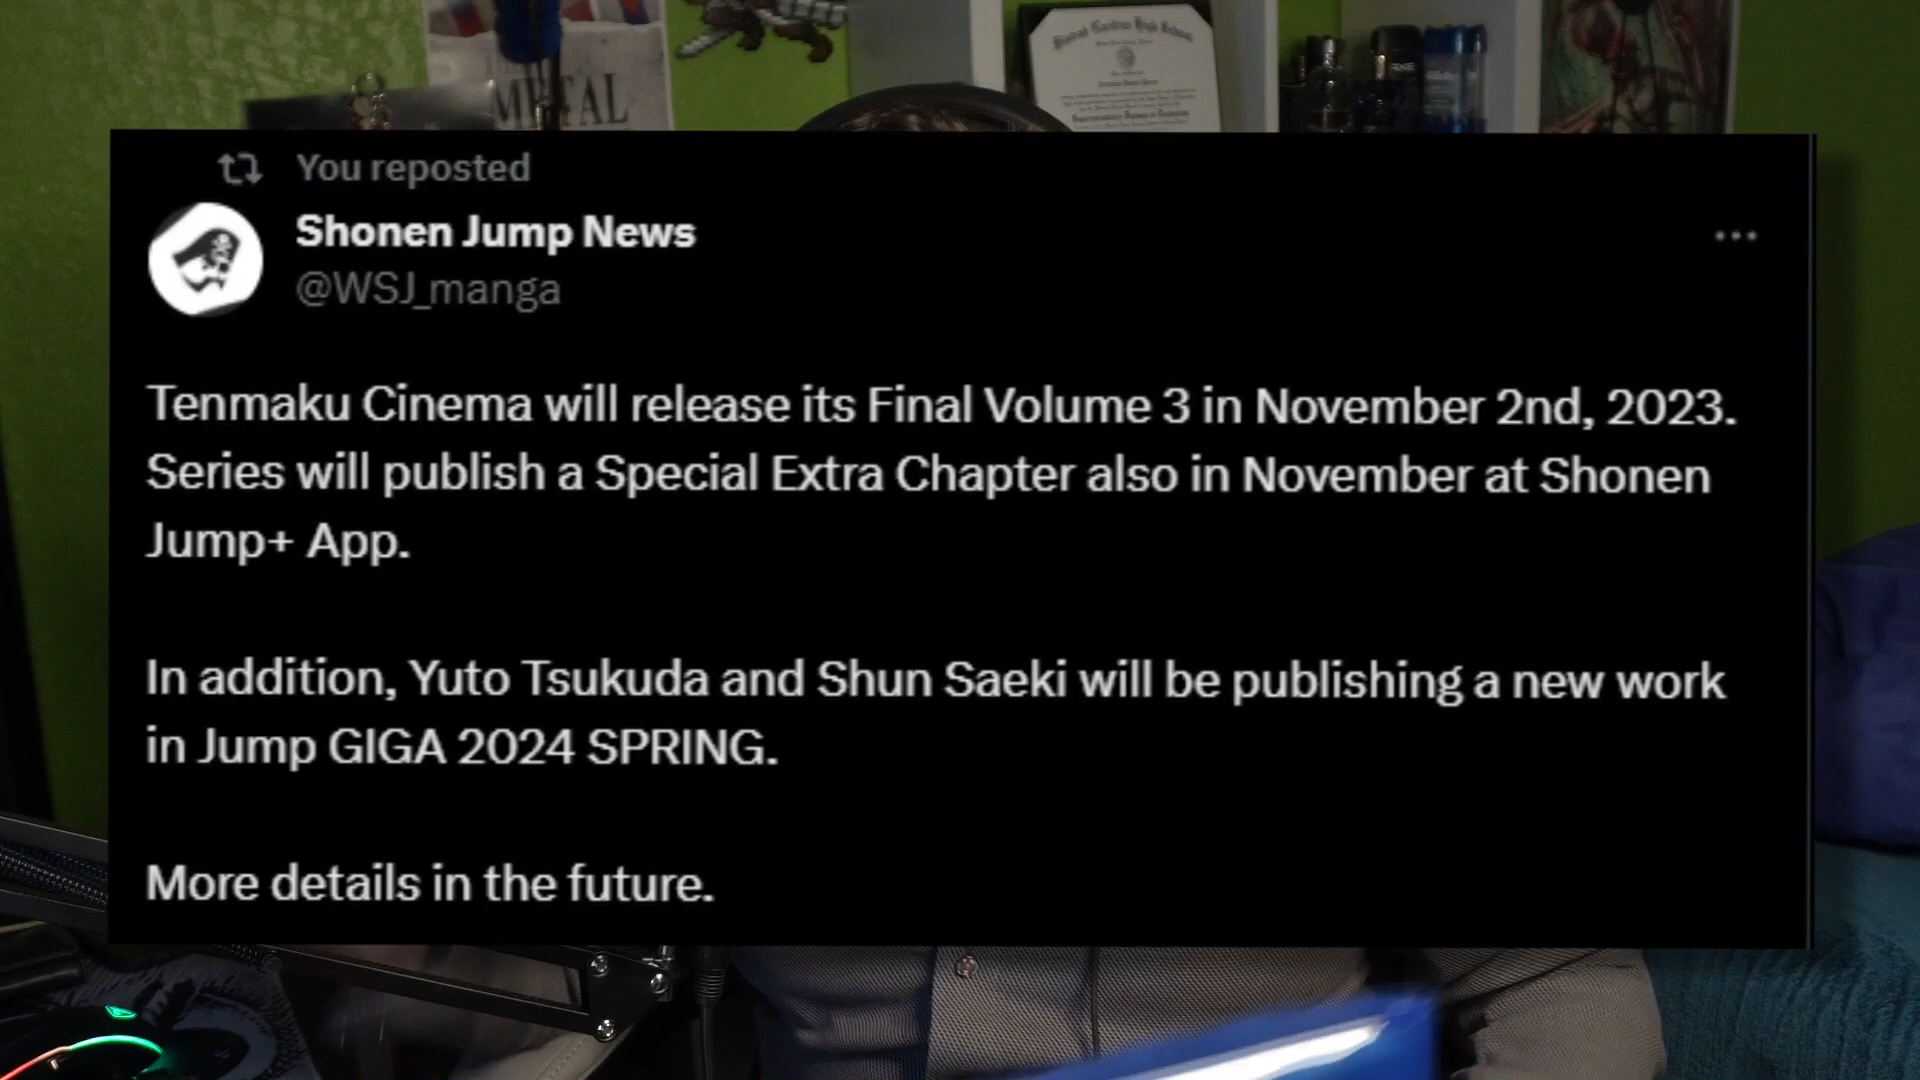 METAL
AXE
You reposted
Shonen Jump News
@WSJ_manga
Tenmaku Cinema will release its Final Volume 3 in November 2nd, 2023.
Series will publish a Special Extra Chapter also in November at Shonen
Jump+ App.
In addition, Yuto Tsukuda and Shun Saeki will be publishing a new work
in Jump GIGA 2024 SPRING.
More details in the future.